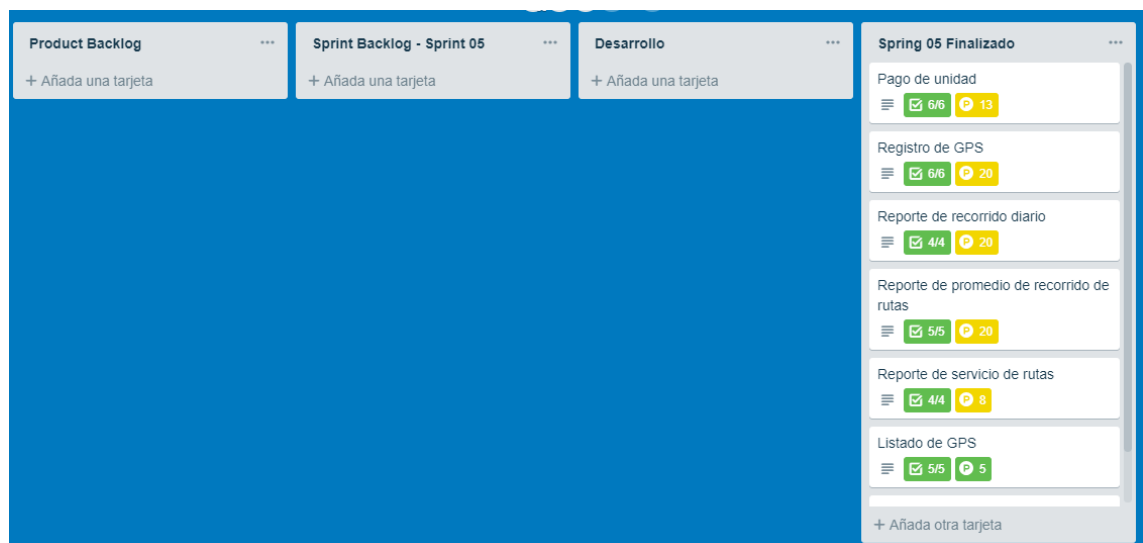 Product Backlog
+ Añada una tarjeta
Sprint Backlog - Sprint 05
+ Añada una tarjeta
Desarrollo
+ Añada una tarjeta
Spring 05 Finalizado
Pago de unidad
6/6 P 13
Registro de GPS
6/6 P 20
Reporte de recorrido diario
4/4 P 20
Reporte de promedio de recorrido de
rutas
5/5 P 20
Reporte de servicio de rutas
4/4 P 8
Listado de GPS
5/5 P 5
+ Añada otra tarjeta